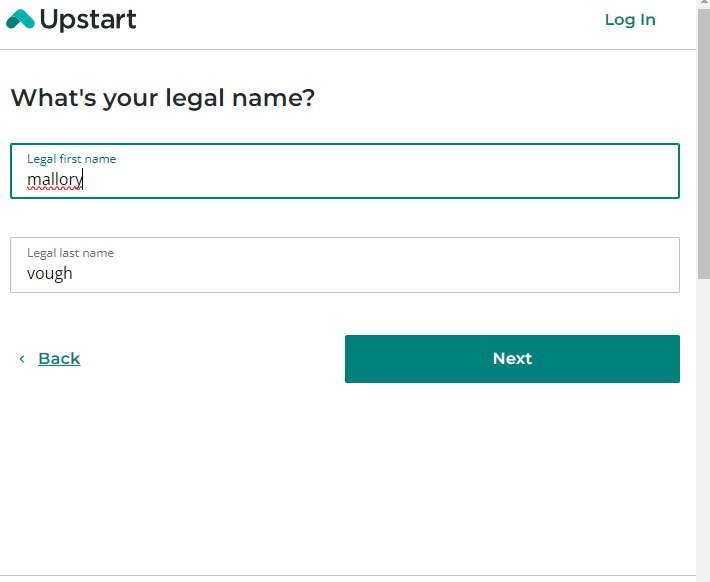 Upstart
Log In
What's your legal name?
Legal first name
mallory
Legal last name
vough
Back
Next